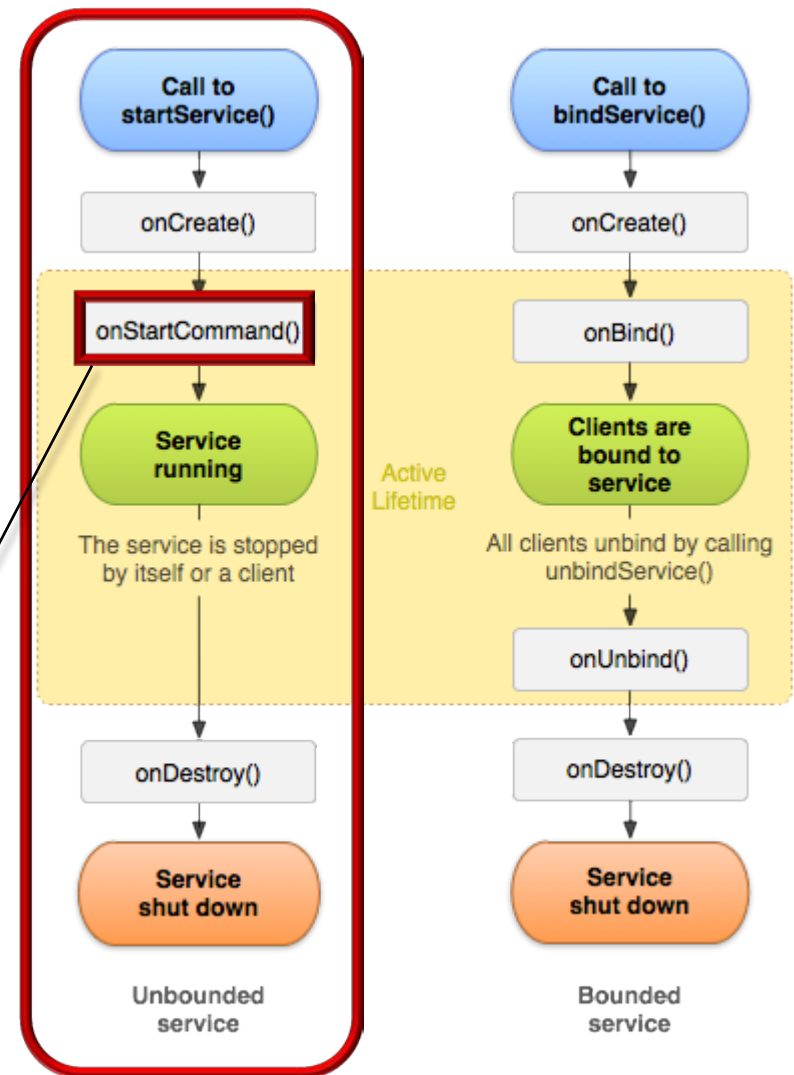 Call to
startService()
onCreate()
onStartCommand()
Service
running
The service is stopped
by itself or a client
onDestroy()
Service
shut down
Unbounded
service
Active
Lifetime
Call to
bindService()
onCreate()
onBind()
Clients are
bound to
service
All clients unbind by calling
unbindService()
onUnbind()
onDestroy()
Service
shut down
Bounded
service